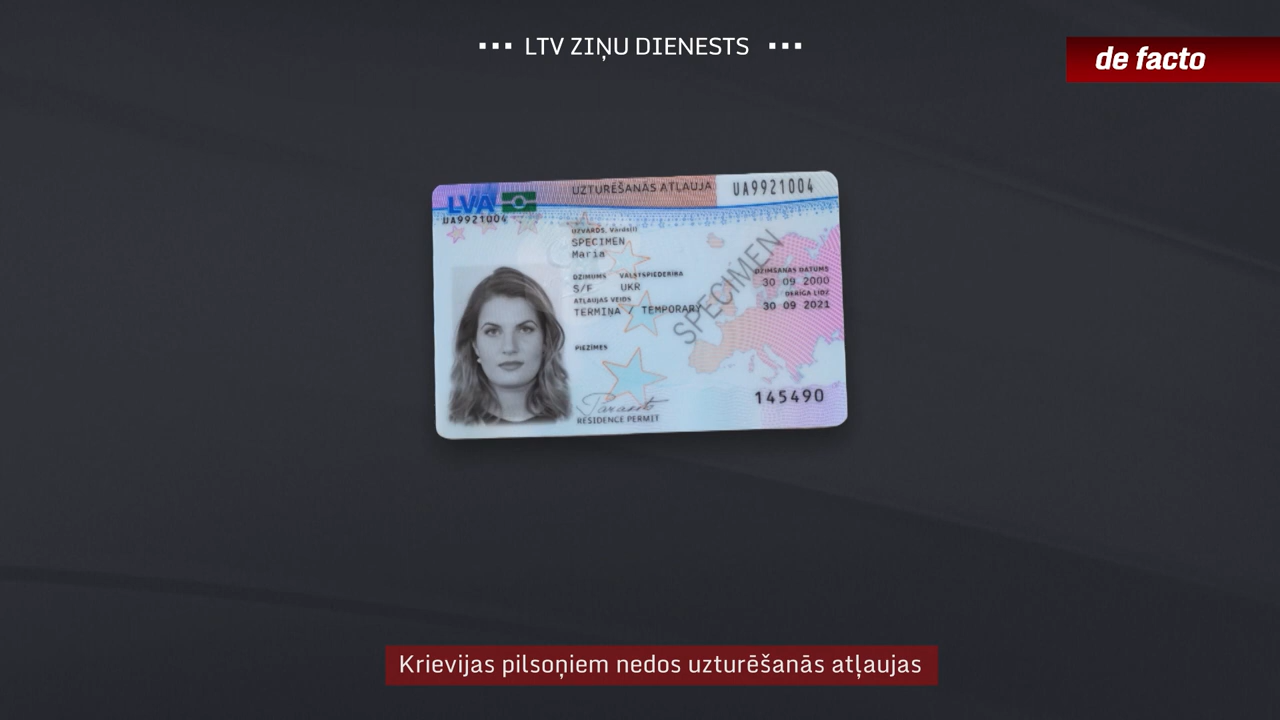 LTV ZIŅU DIENESTS
de facto
UZTURĒŠANĀS ATĻAUJA
UA9921004
LVA
UA9921004
UZVĀRDS, Vārds(i)
SPECIMEN
Maria
DZIMUMS VALSTSPIEDERĪBA
S/F UKR
ATĻAUJAS VEIDS
TERMIŅA / TEMPORARY
PIEZĪMES
DZIMŠANAS DATUMS
30 09 2000
DERĪGA LĪDZ
30 09 2021
SPECIMEN
RESIDENCE PERMIT
145490
Krievijas pilsoņiem nedos uzturēšanās atļaujas